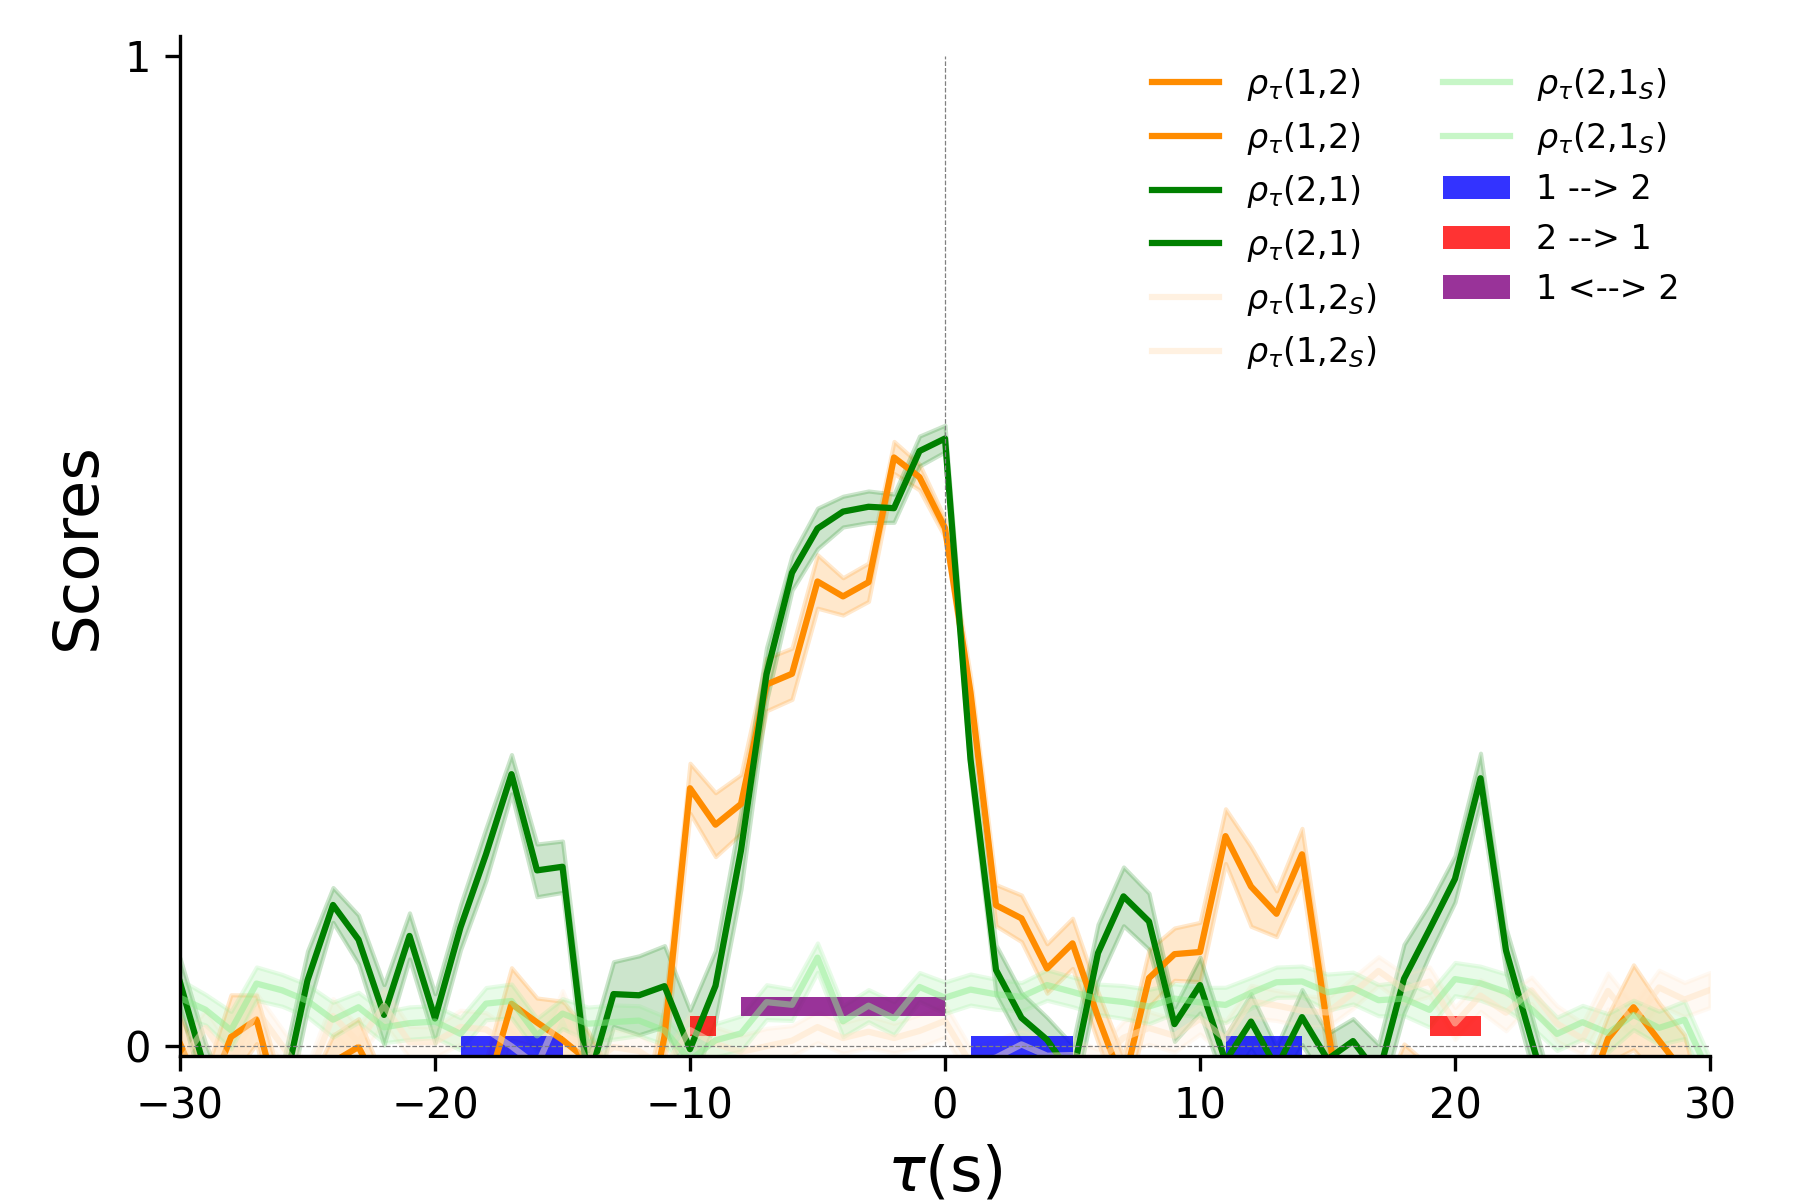 1
ρτ(1,2)
ρτ(1,2)
ρτ(2,1)
ρτ(2,1)
ρτ(1,2S)
ρτ(1,2S)
ρτ(2,1S)
ρτ(2,1S)
1 --> 2
2 --> 1
1 <--> 2
Scores
0
−30 −20 −10 0 10 20 30
τ(s)